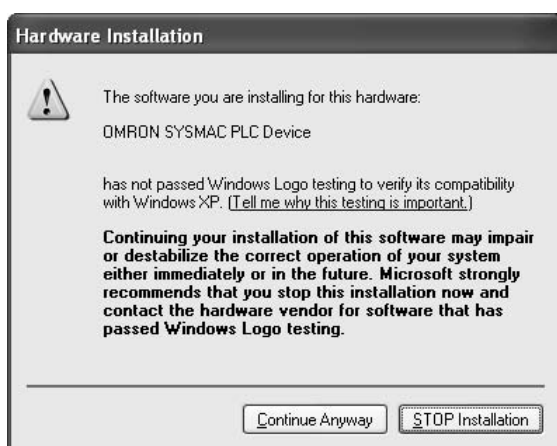 Hardware Installation
The software you are installing for this hardware:
OMRON SYSMAC PLC Device
has not passed Windows Logo testing to verify its compatibility
with Windows XP. (Tell me why this testing is important.)
Continuing your installation of this software may impair
or destabilize the correct operation of your system
either immediately or in the future. Microsoft strongly
recommends that you stop this installation now and
contact the hardware vendor for software that has
passed Windows Logo testing.
Continue Anyway
STOP Installation